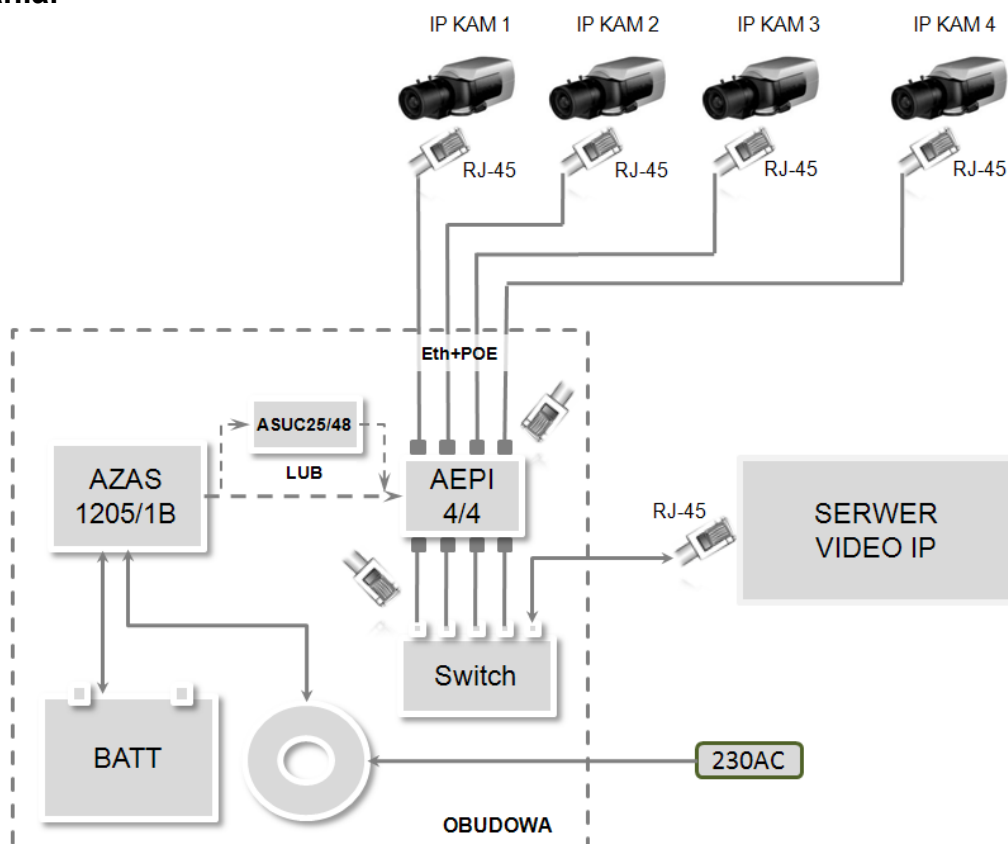 IP KAM 1
IP KAM 2
IP KAM 3
IP KAM 4
RJ-45
RJ-45
RJ-45
RJ-45
Eth+POE
ASUC25/48
LUB
AZAS
1205/1B
AEPI
4/4
RJ-45
SERWER
VIDEO IP
Switch
BATT
230AC
OBUDOWA